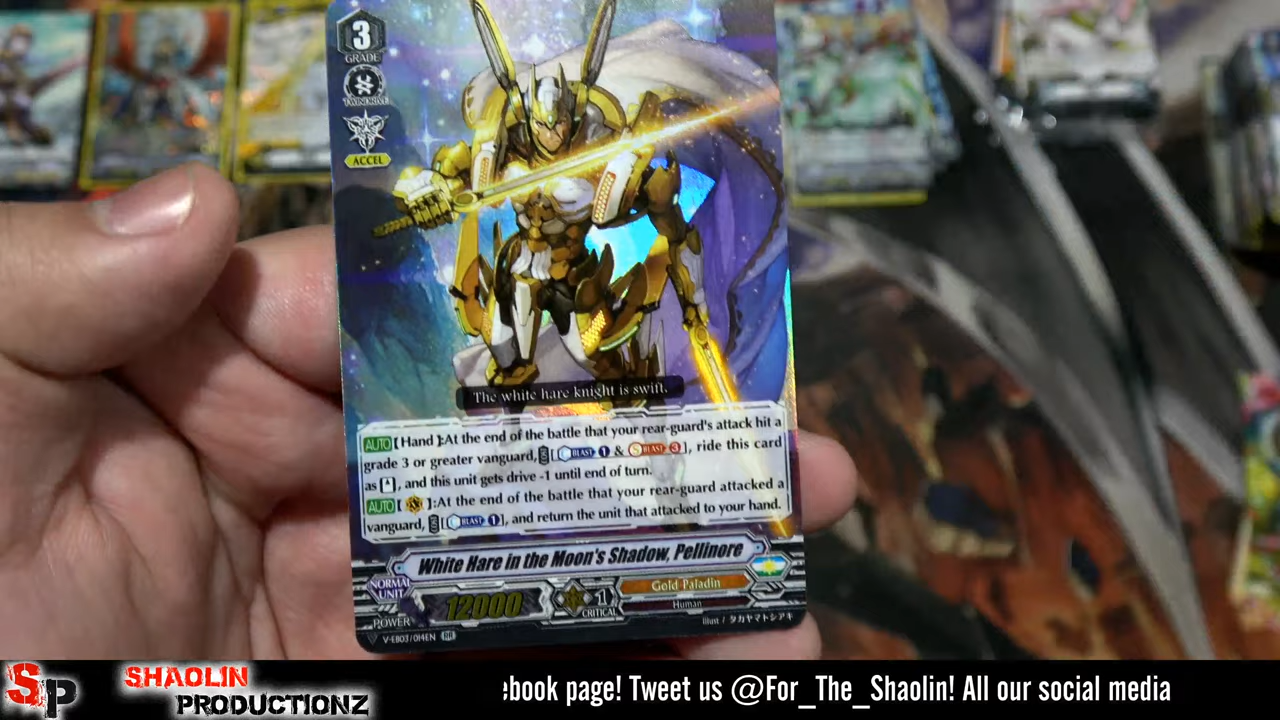 3
GRADE
TWINDRIVE
ACCEL
The white hare knight is swift.
AUTO【Hand】:At the end of the battle that your rear-guard's attack hit a
grade 3 or greater vanguard, COST [C BLAST 1 & S BLAST 3], ride this card
as [↑], and this unit gets drive -1 until end of turn.
AUTO【 】:At the end of the battle that your rear-guard attacked a
vanguard, COST [C BLAST 1], and return the unit that attacked to your hand.
White Hare in the Moon's Shadow, Pellinore
NORMAL UNIT
12000
POWER
1
CRITICAL
Gold Paladin
Human
V-EB03/014EN RR
Illust / タカヤマトシアキ
SP SHAOLIN PRODUCTIONZ
ebook page! Tweet us @For_The_Shaolin! All our social media